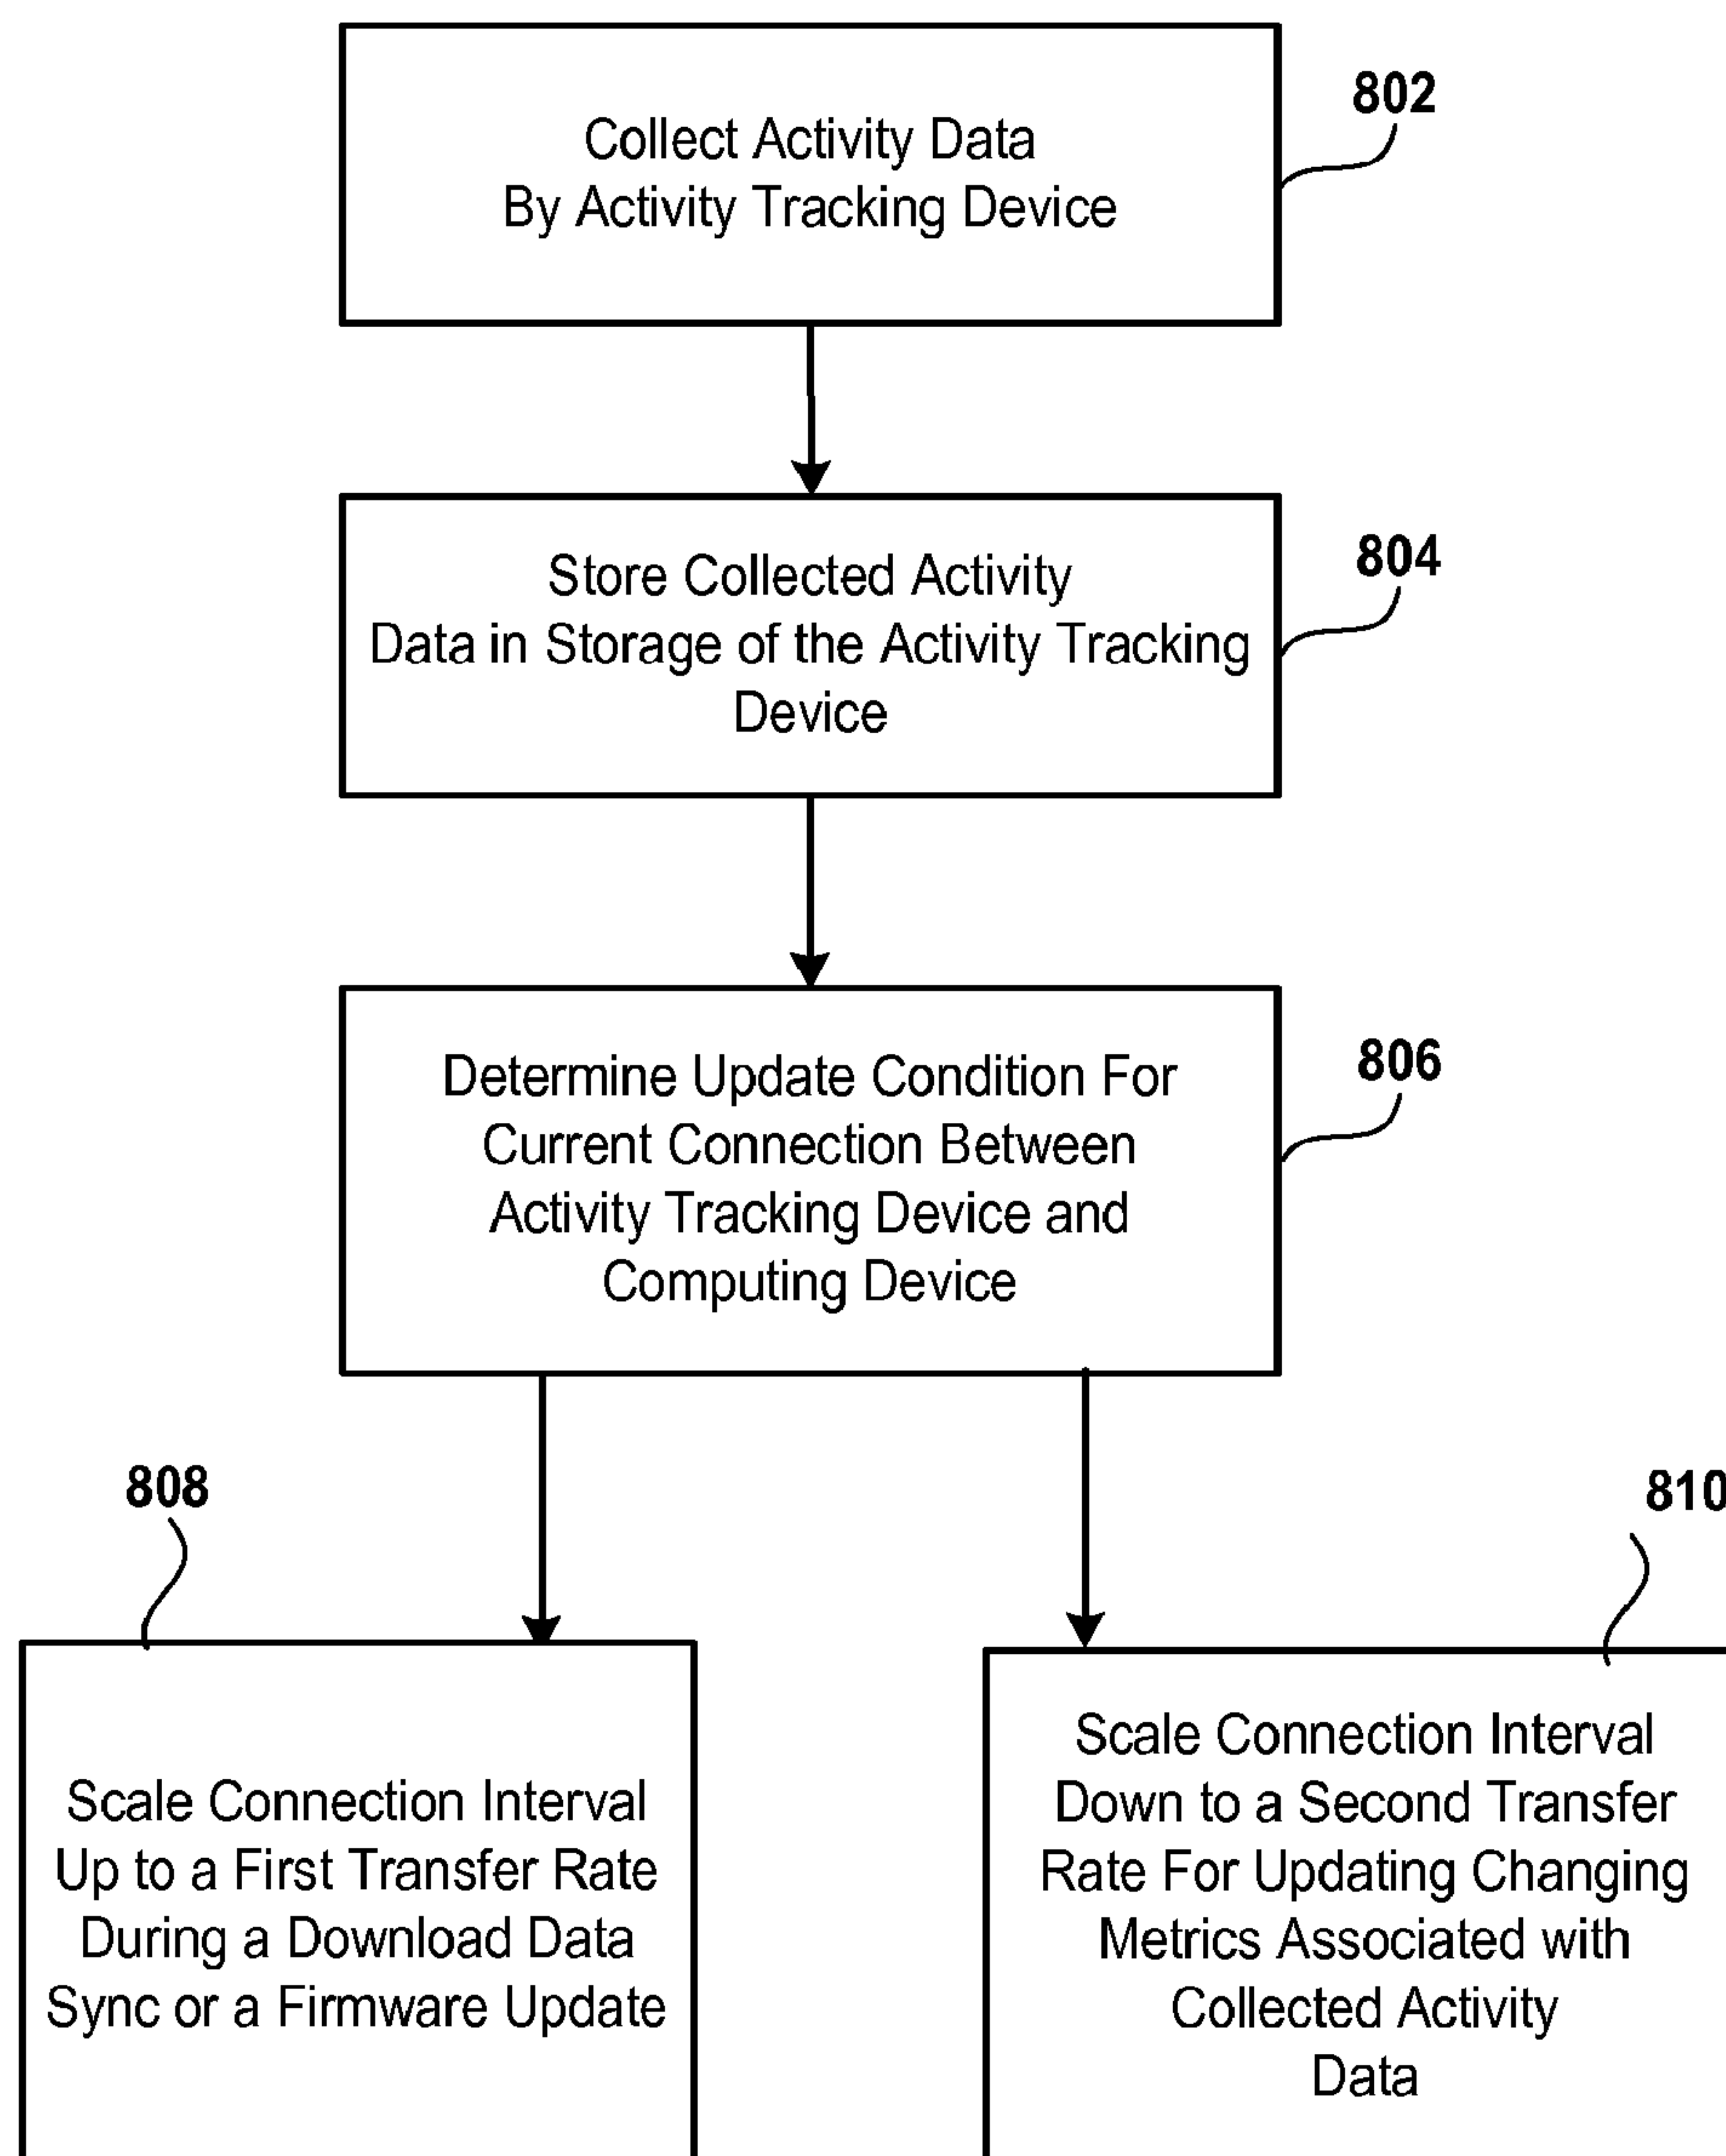 Collect Activity Data
By Activity Tracking Device
802
Store Collected Activity
Data in Storage of the Activity Tracking
Device
804
Determine Update Condition For
Current Connection Between
Activity Tracking Device and
Computing Device
806
808
Scale Connection Interval
Up to a First Transfer Rate
During a Download Data
Sync or a Firmware Update
810
Scale Connection Interval
Down to a Second Transfer
Rate For Updating Changing
Metrics Associated with
Collected Activity
Data